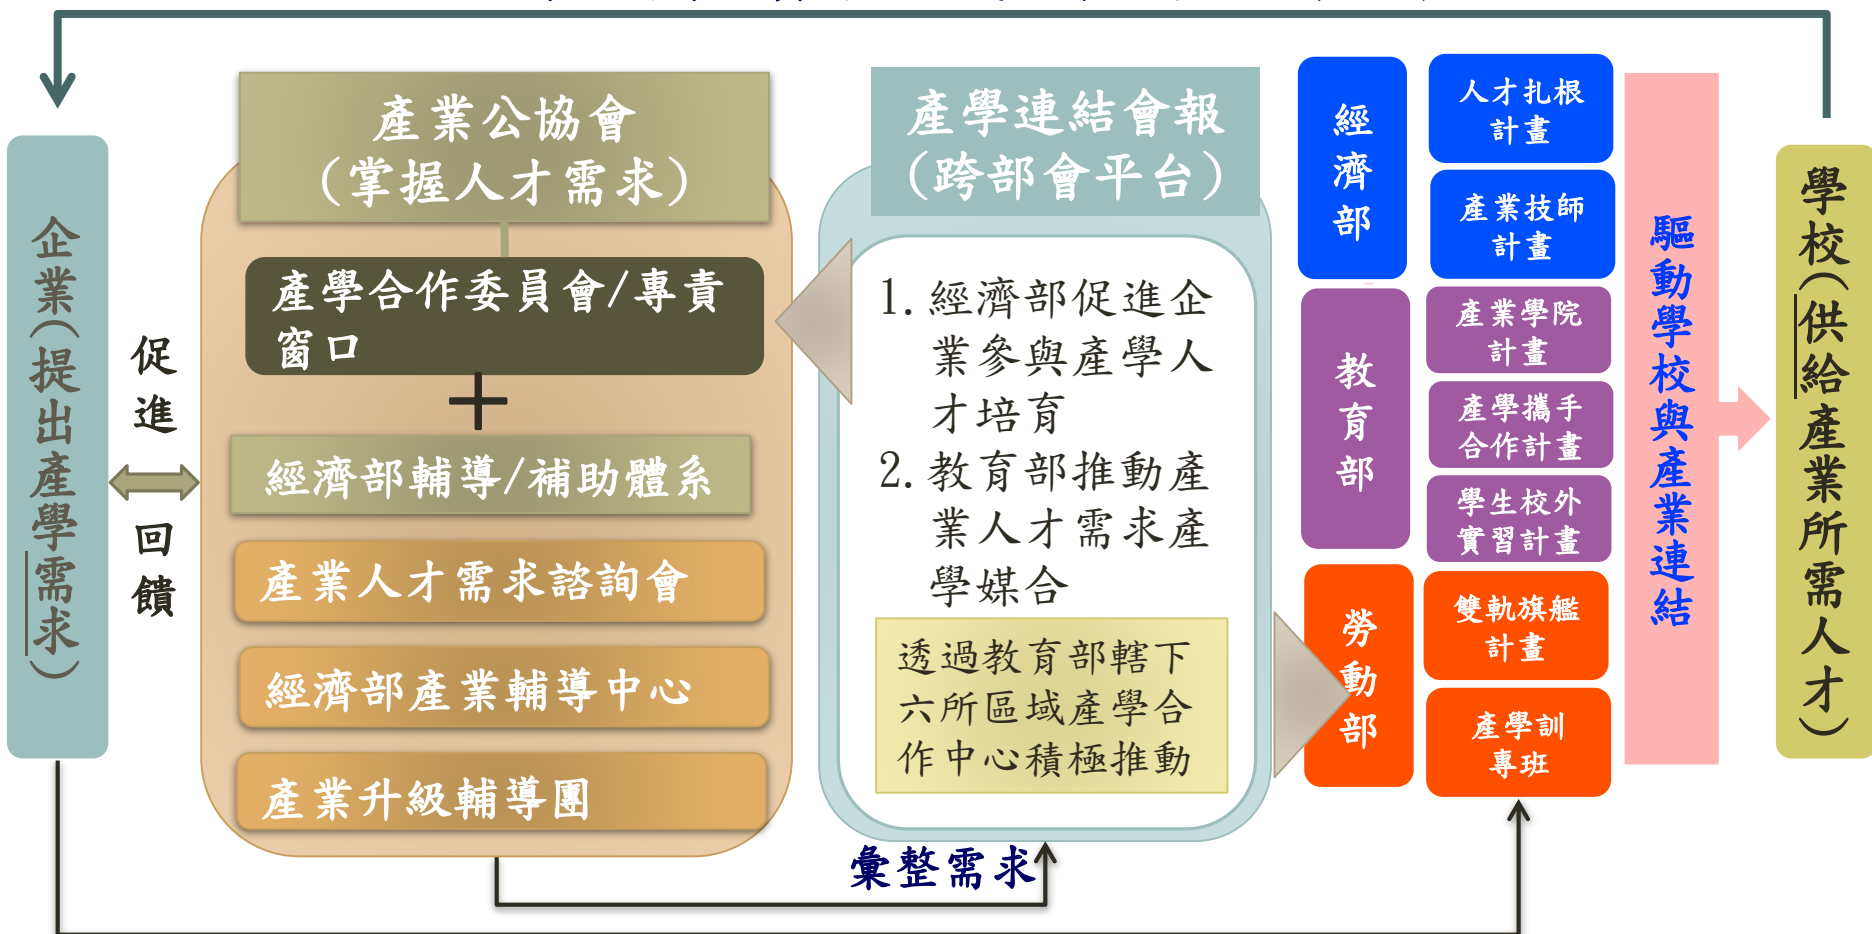 企業(提出產學需求)
促進
回饋
產業公協會
(掌握人才需求)
產學合作委員會/專責
窗口
+
經濟部輔導/補助體系
產業人才需求諮詢會
經濟部產業輔導中心
產業升級輔導團
產學連結會報
(跨部會平台)
1. 經濟部促進企
業參與產學人
才培育
2. 教育部推動產
業人才需求產
學媒合
透過教育部轄下
六所區域產學合
作中心積極推動
彙整需求
經濟部
人才扎根
計畫
產業技師
計畫
教育部
產業學院
計畫
產學攜手
合作計畫
學生校外
實習計畫
勞動部
雙軌旗艦
計畫
產學訓
專班
驅動學校與產業連結
學校(供給產業所需人才)